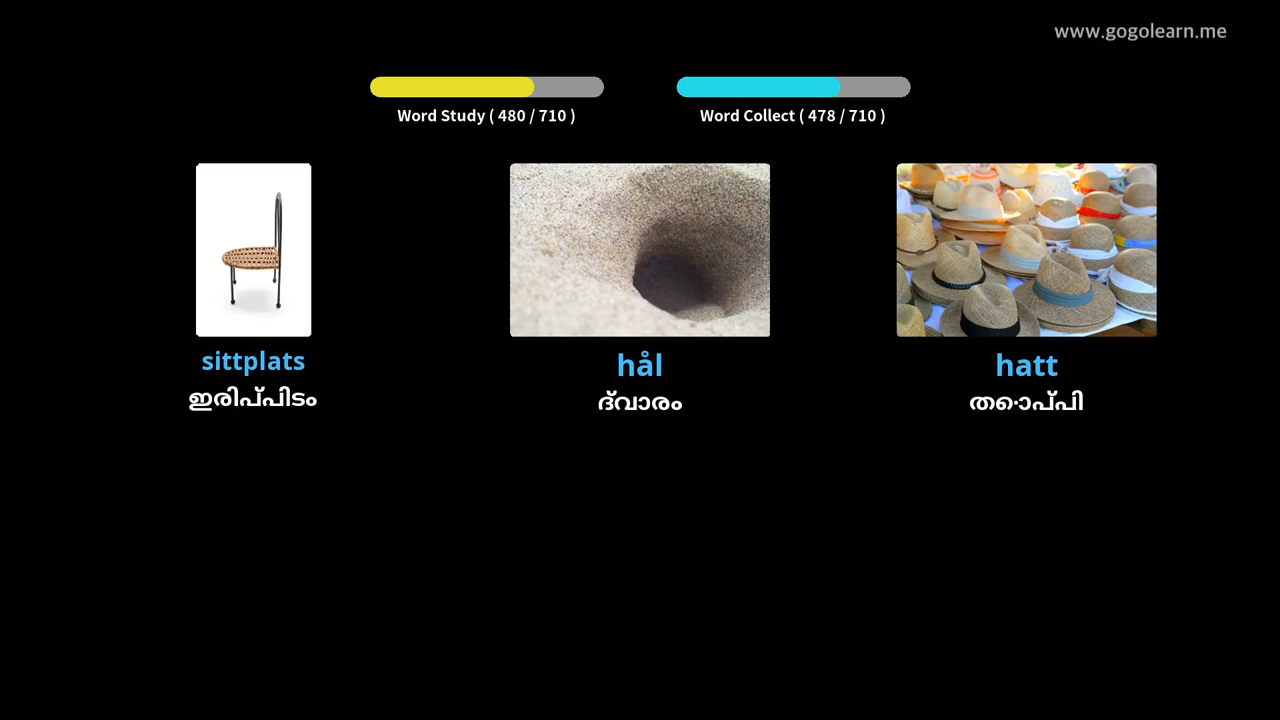 www.gogolearn.me
Word Study ( 480 / 710 )
Word Collect ( 478 / 710 )
sittplats
hål
hatt
ഇരിപ്പിടം
ദ്വാരം
തൊപ്പി